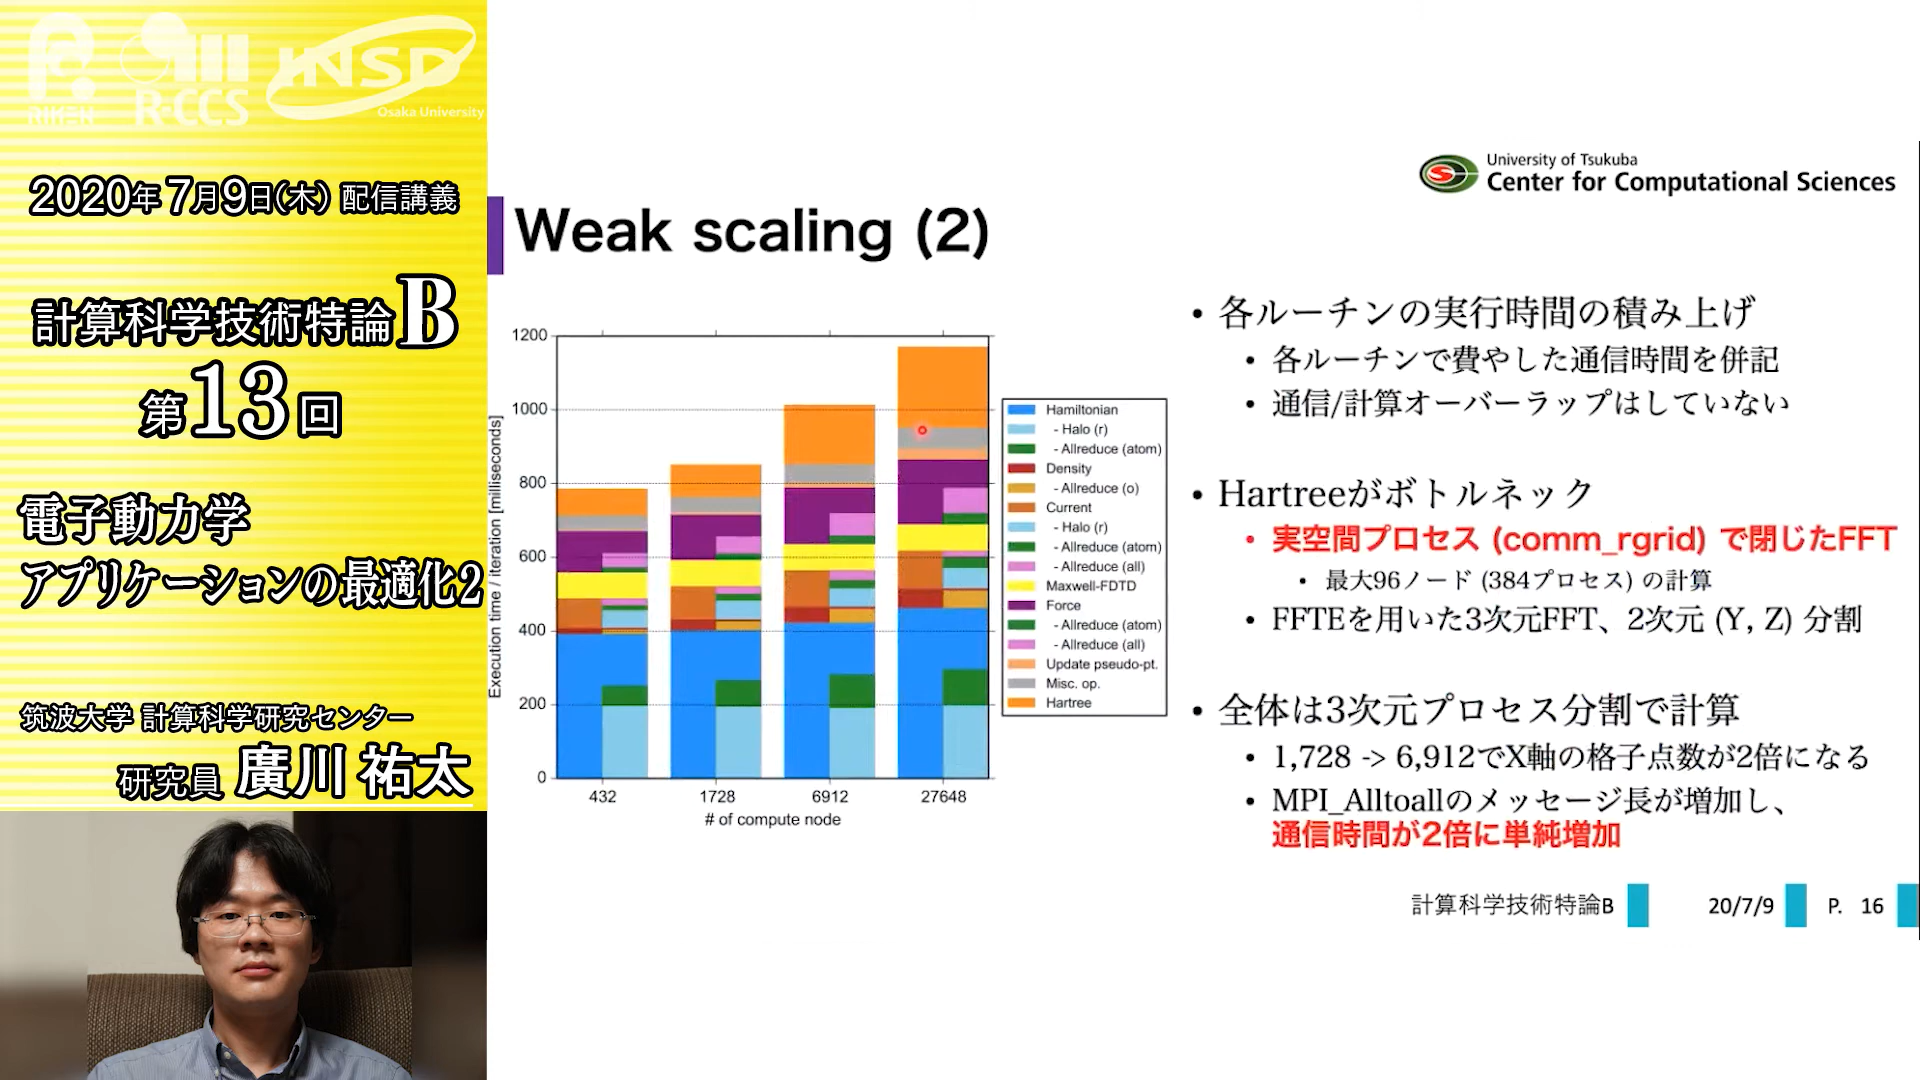 RIKEN
R-CCS
INSD
Osaka University
2020年7月9日(木) 配信講義
計算科学技術特論B
第13回
電子動力学
アプリケーションの最適化2
筑波大学 計算科学研究センター
研究員 廣川 祐太
University of Tsukuba
Center for Computational Sciences
Weak scaling (2)
Execution time / iteration [milliseconds]
1200
1000
800
600
400
200
0
432 1728 6912 27648
# of compute node
Hamiltonian
- Halo (r)
- Allreduce (atom)
Density
- Allreduce (o)
Current
- Halo (r)
- Allreduce (atom)
- Allreduce (all)
Maxwell-FDTD
Force
- Allreduce (atom)
- Allreduce (all)
Update pseudo-pt.
Misc. op.
Hartree
• 各ルーチンの実行時間の積み上げ
• 各ルーチンで費やした通信時間を併記
• 通信/計算オーバーラップはしていない
• Hartreeがボトルネック
• 実空間プロセス (comm_rgrid) で閉じたFFT
• 最大96ノード (384プロセス) の計算
• FFTEを用いた3次元FFT、2次元 (Y, Z) 分割
• 全体は3次元プロセス分割で計算
• 1,728 -> 6,912でX軸の格子点数が2倍になる
• MPI_Alltoallのメッセージ長が増加し、
通信時間が2倍に単純増加
計算科学技術特論B 20/7/9 P. 16